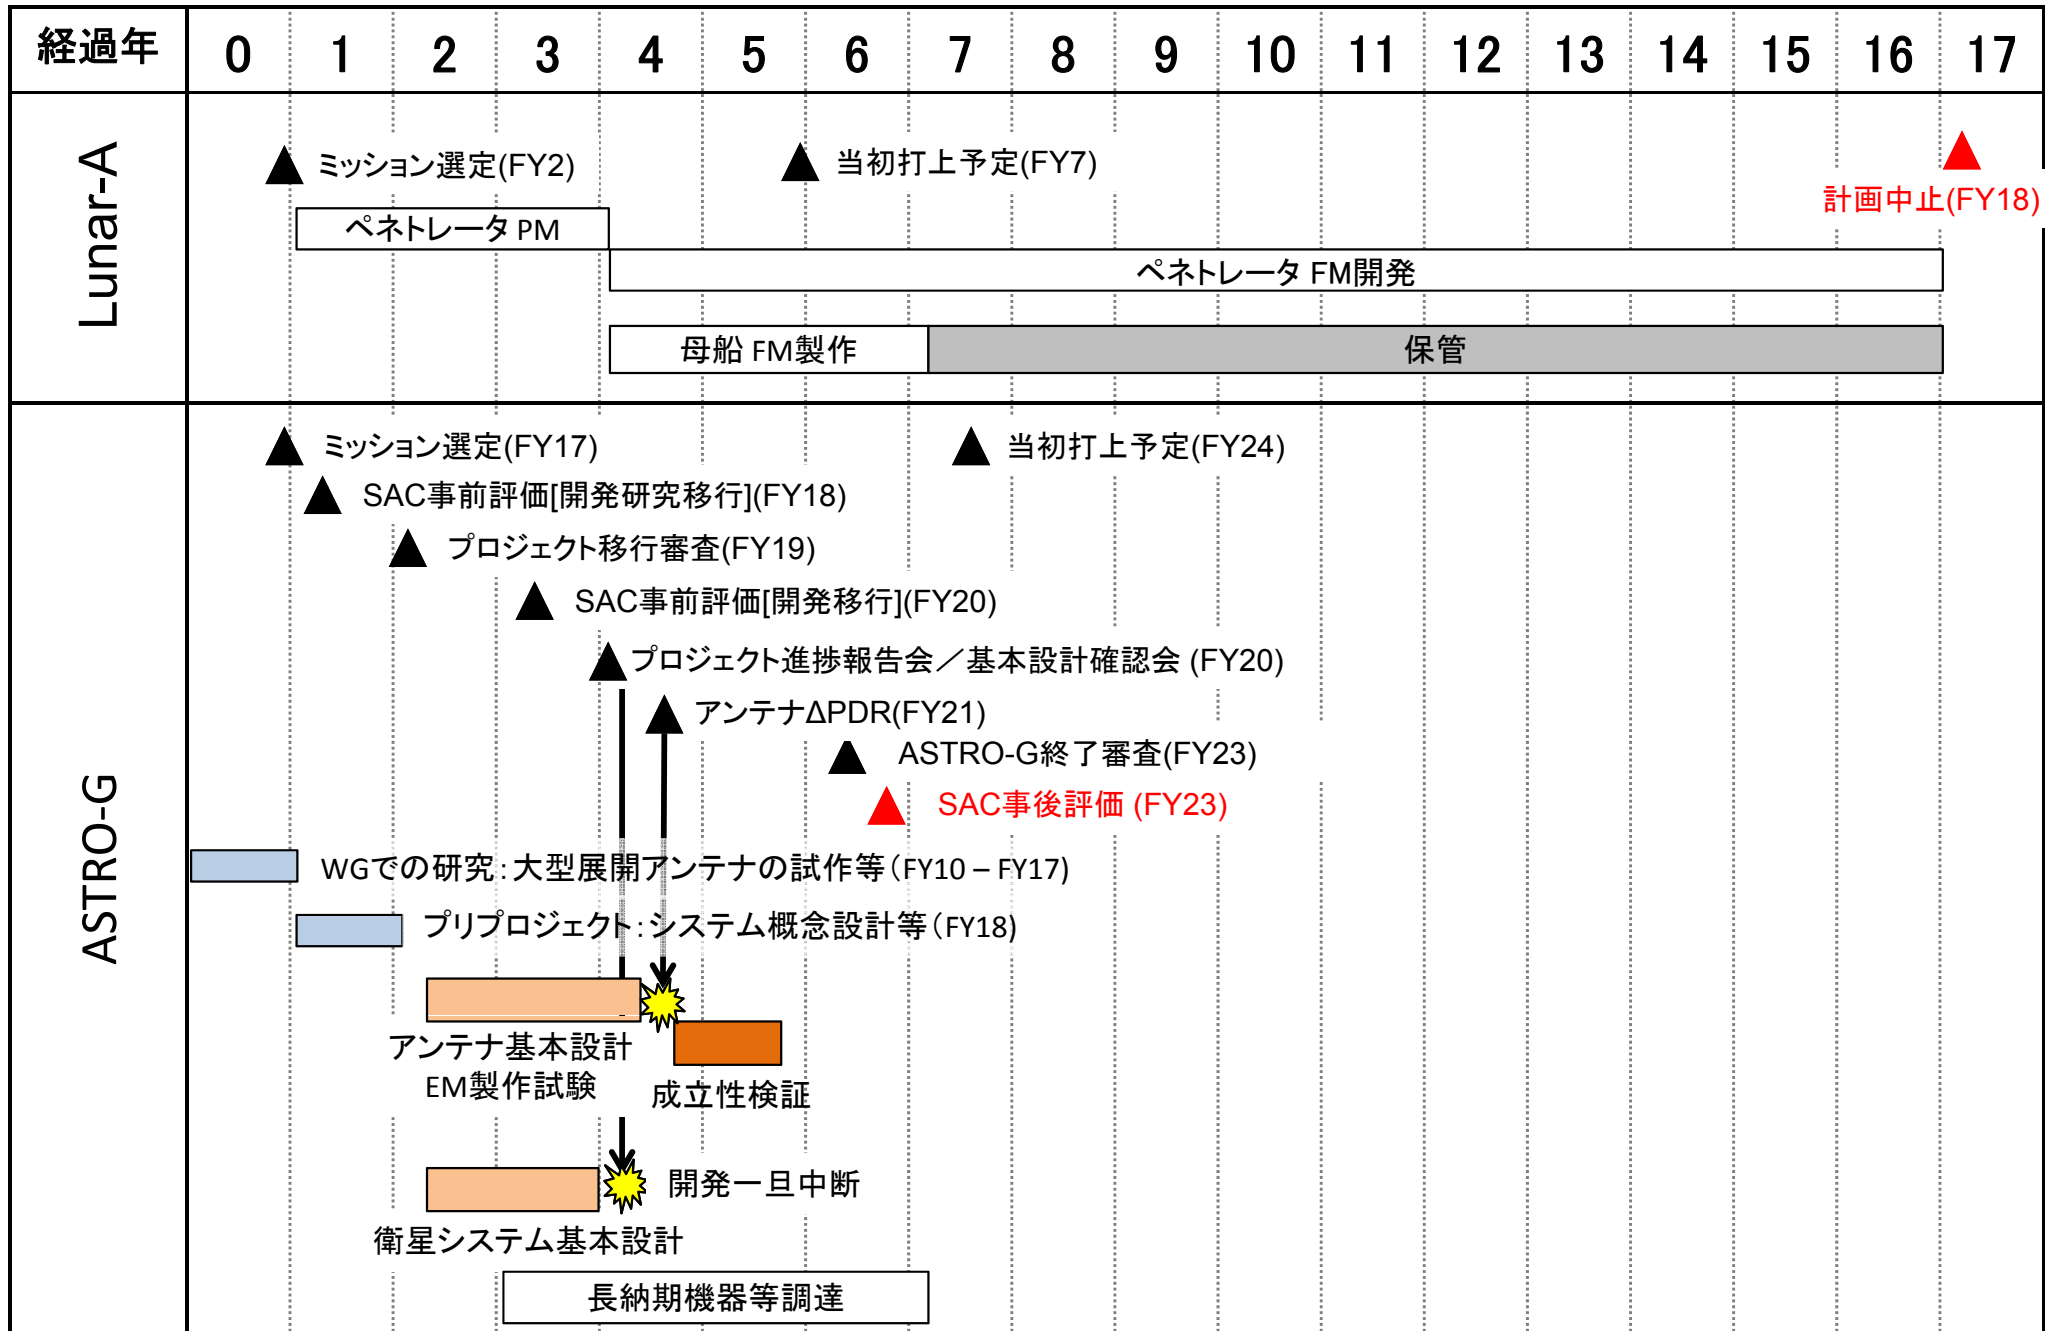 経過年 0 1 2 3 4 5 6 7 8 9 10 11 12 13 14 15 16 17
Lunar-A
ミッション選定(FY2)
当初打上予定(FY7)
計画中止(FY18)
ペネトレータ PM
ペネトレータ FM開発
母船 FM製作
保管
ASTRO-G
ミッション選定(FY17)
当初打上予定(FY24)
SAC事前評価[開発研究移行](FY18)
プロジェクト移行審査(FY19)
SAC事前評価[開発移行](FY20)
プロジェクト進捗報告会／基本設計確認会 (FY20)
アンテナΔPDR(FY21)
ASTRO-G終了審査(FY23)
SAC事後評価 (FY23)
WGでの研究：大型展開アンテナの試作等（FY10 – FY17)
プリプロジェクト：システム概念設計等（FY18)
アンテナ基本設計
EM製作試験
成立性検証
開発一旦中断
衛星システム基本設計
長納期機器等調達